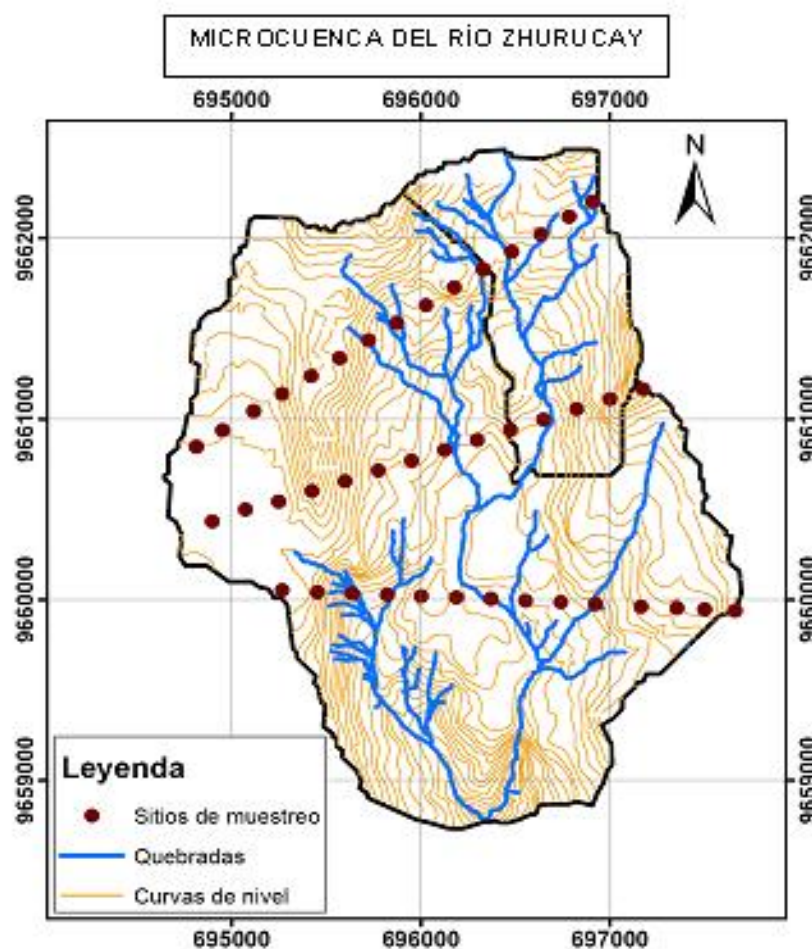 MICROCUENCA DEL RÍO ZHURUCAY
695000 696000 697000
N
9662000 9662000
9661000 9661000
9660000 9660000
9659000 9659000
Leyenda
Sitios de muestreo
Quebradas
Curvas de nivel
695000 696000 697000